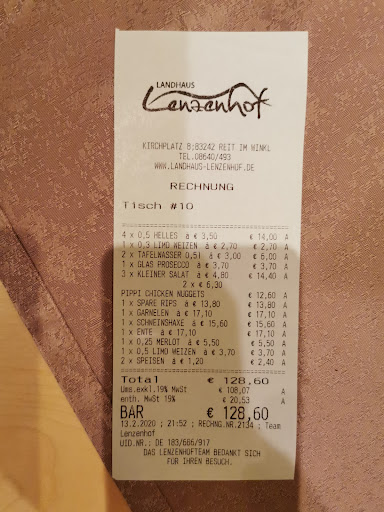 LANDHAUS
Lenzenhof
KIRCHPLATZ 8;83242 REIT IM WINKL
TEL.08640/493
WWW.LANDHAUS-LENZENHOF.DE
RECHNUNG
Tisch #10
4 x 0,5 HELLES à € 3,50 € 14,00 A
1 x 0,3 LIMO WEIZEN à € 2,70 € 2,70 A
2 x TAFELWASSER 0,5l à € 3,00 € 6,00 A
1 x GLAS PROSECCO à € 3,70 € 3,70 A
3 x KLEINER SALAT à € 4,80 € 14,40 A
2 x € 6,30
PIPPI CHICKEN NUGGETS € 12,60 A
1 x SPARE RIPS à € 13,80 € 13,80 A
1 x GARNELEN à € 17,10 € 17,10 A
1 x SCHNEINSHAXE à € 15,60 € 15,60 A
1 x ENTE à € 17,10 € 17,10 A
1 x 0,25 MERLOT à € 5,50 € 5,50 A
1 x 0,5 LIMO WEIZEN à € 3,70 € 3,70 A
2 x SPEISEN à € 1,20 € 2,40 A
Total € 128,60
Ums.exkl.19% MwSt € 108,07 A
enth. MwSt 19% € 20,53 A
BAR € 128,60
13.2.2020 ; 21:52 ; RECHNG.NR.2134 ; Team
Lenzenhof
UID.NR.: DE 183/606/917
DAS LENZENHOFTEAM BEDANKT SICH
FÜR IHREN BESUCH.